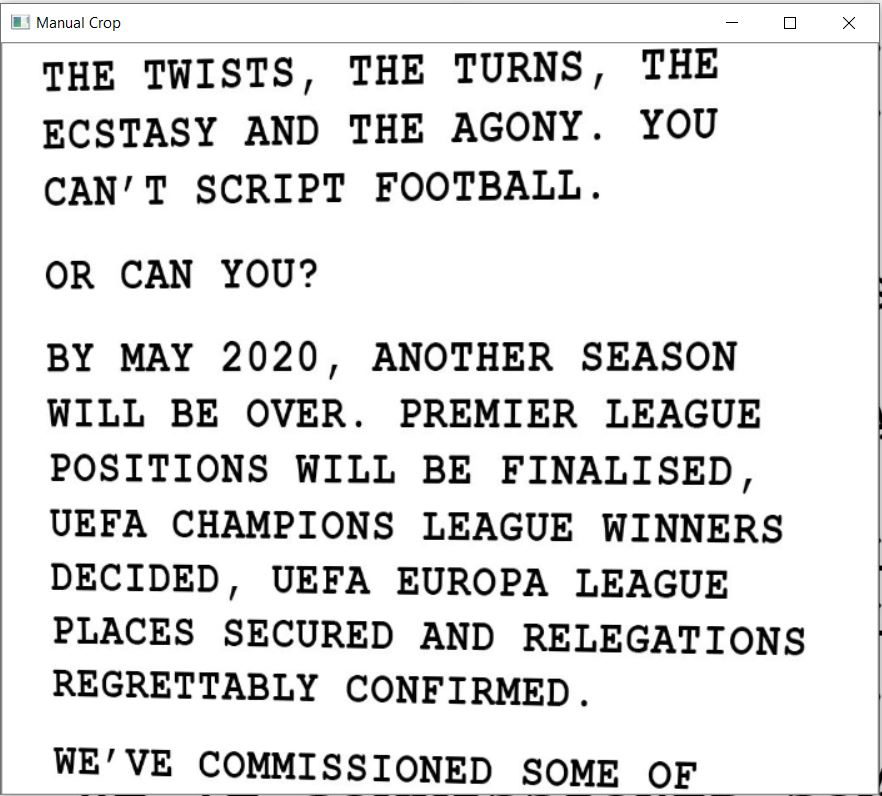 Manual Crop
THE TWISTS, THE TURNS, THE
ECSTASY AND THE AGONY. YOU
CAN'T SCRIPT FOOTBALL.
OR CAN YOU?
BY MAY 2020, ANOTHER SEASON
WILL BE OVER. PREMIER LEAGUE
POSITIONS WILL BE FINALISED,
UEFA CHAMPIONS LEAGUE WINNERS
DECIDED, UEFA EUROPA LEAGUE
PLACES SECURED AND RELEGATIONS
REGRETTABLY CONFIRMED.
WE'VE COMMISSIONED SOME OF